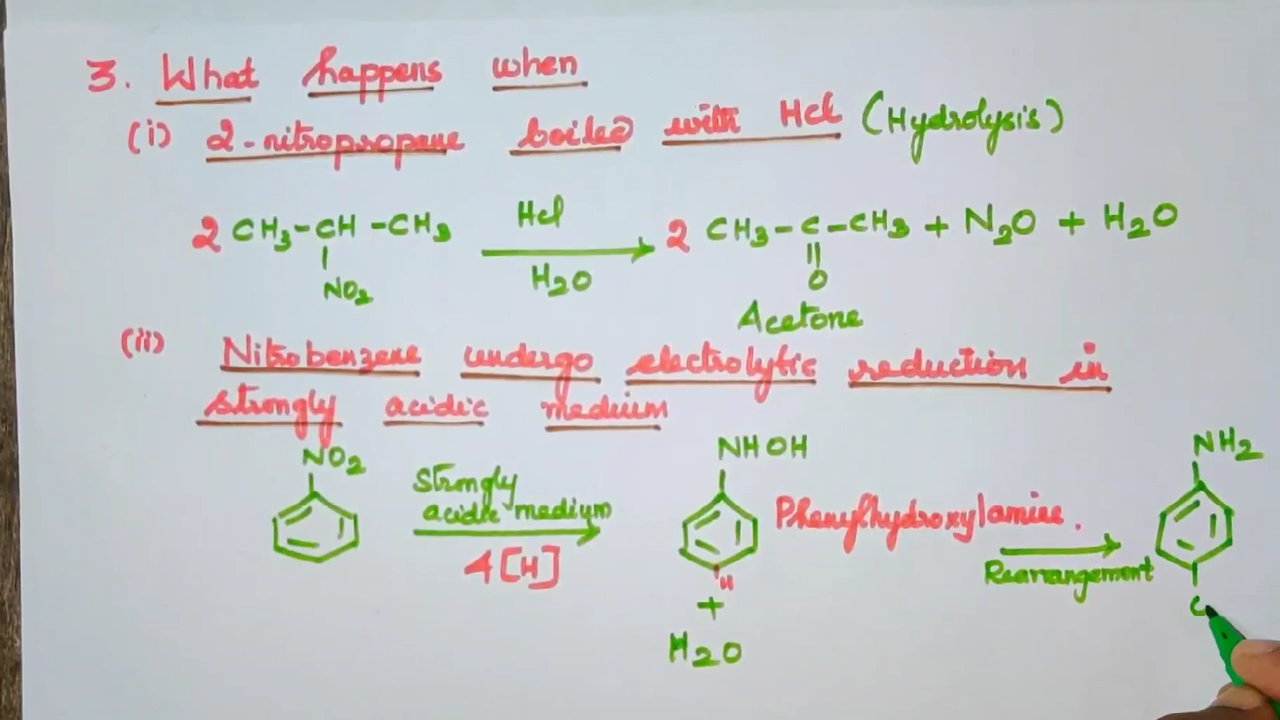 3. What happens when
(i) 2-nitropropane boiled with Hcl (Hydrolysis)
2 CH3-CH-CH3 Hcl 2 CH3-C-CH3 + N2O + H2O
NO2 H2O O
Acetone
(ii) Nitrobenzene undergo electrolytic reduction in
strongly acidic medium
NO2 Strongly NHOH NH2
acidic medium Phenylhydroxylamine.
4[H] H Rearrangement
+
H2O